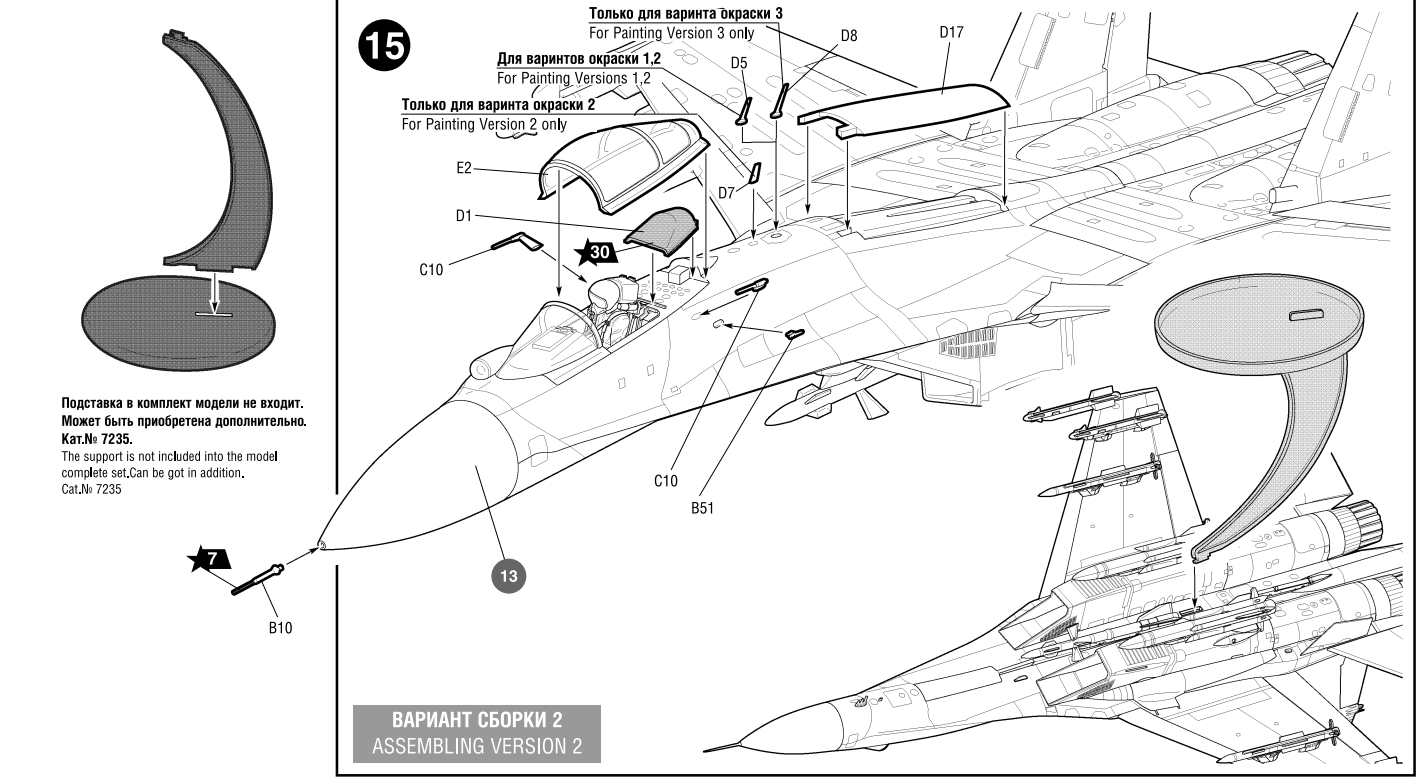 15
Только для варинта окраски 3
For Painting Version 3 only
Для варинтов окраски 1,2
For Painting Versions 1,2
Только для варинта окраски 2
For Painting Version 2 only
D5
D8
D17
E2
D7
D1
30
C10
C10
B51
Подставка в комплект модели не входит.
Может быть приобретена дополнительно.
Кат.№ 7235.
The support is not included into the model
complete set.Can be got in addition.
Cat.№ 7235
7
B10
13
ВАРИАНТ СБОРКИ 2
ASSEMBLING VERSION 2